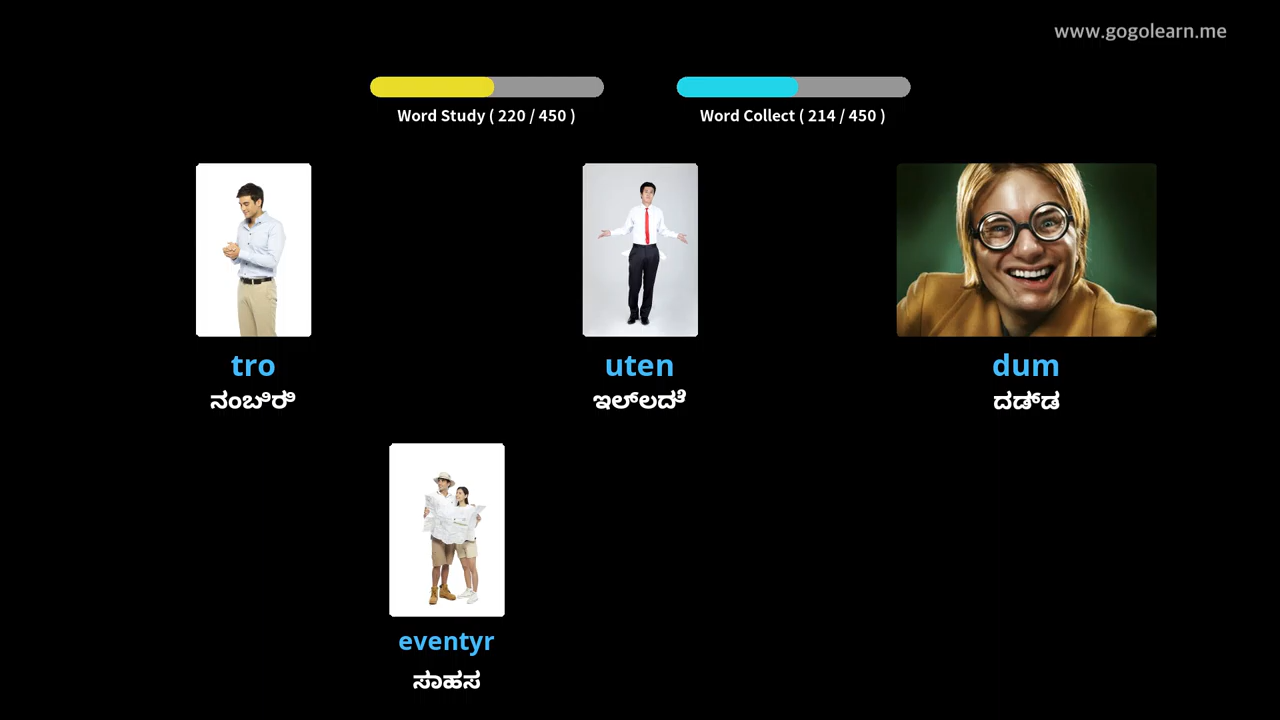 www.gogolearn.me
Word Study ( 220 / 450 )
Word Collect ( 214 / 450 )
tro
uten
dum
ನಂಬಿರಿ
ಇಲ್ಲದೆ
ದಡ್ಡ
eventyr
ಸಾಹಸ